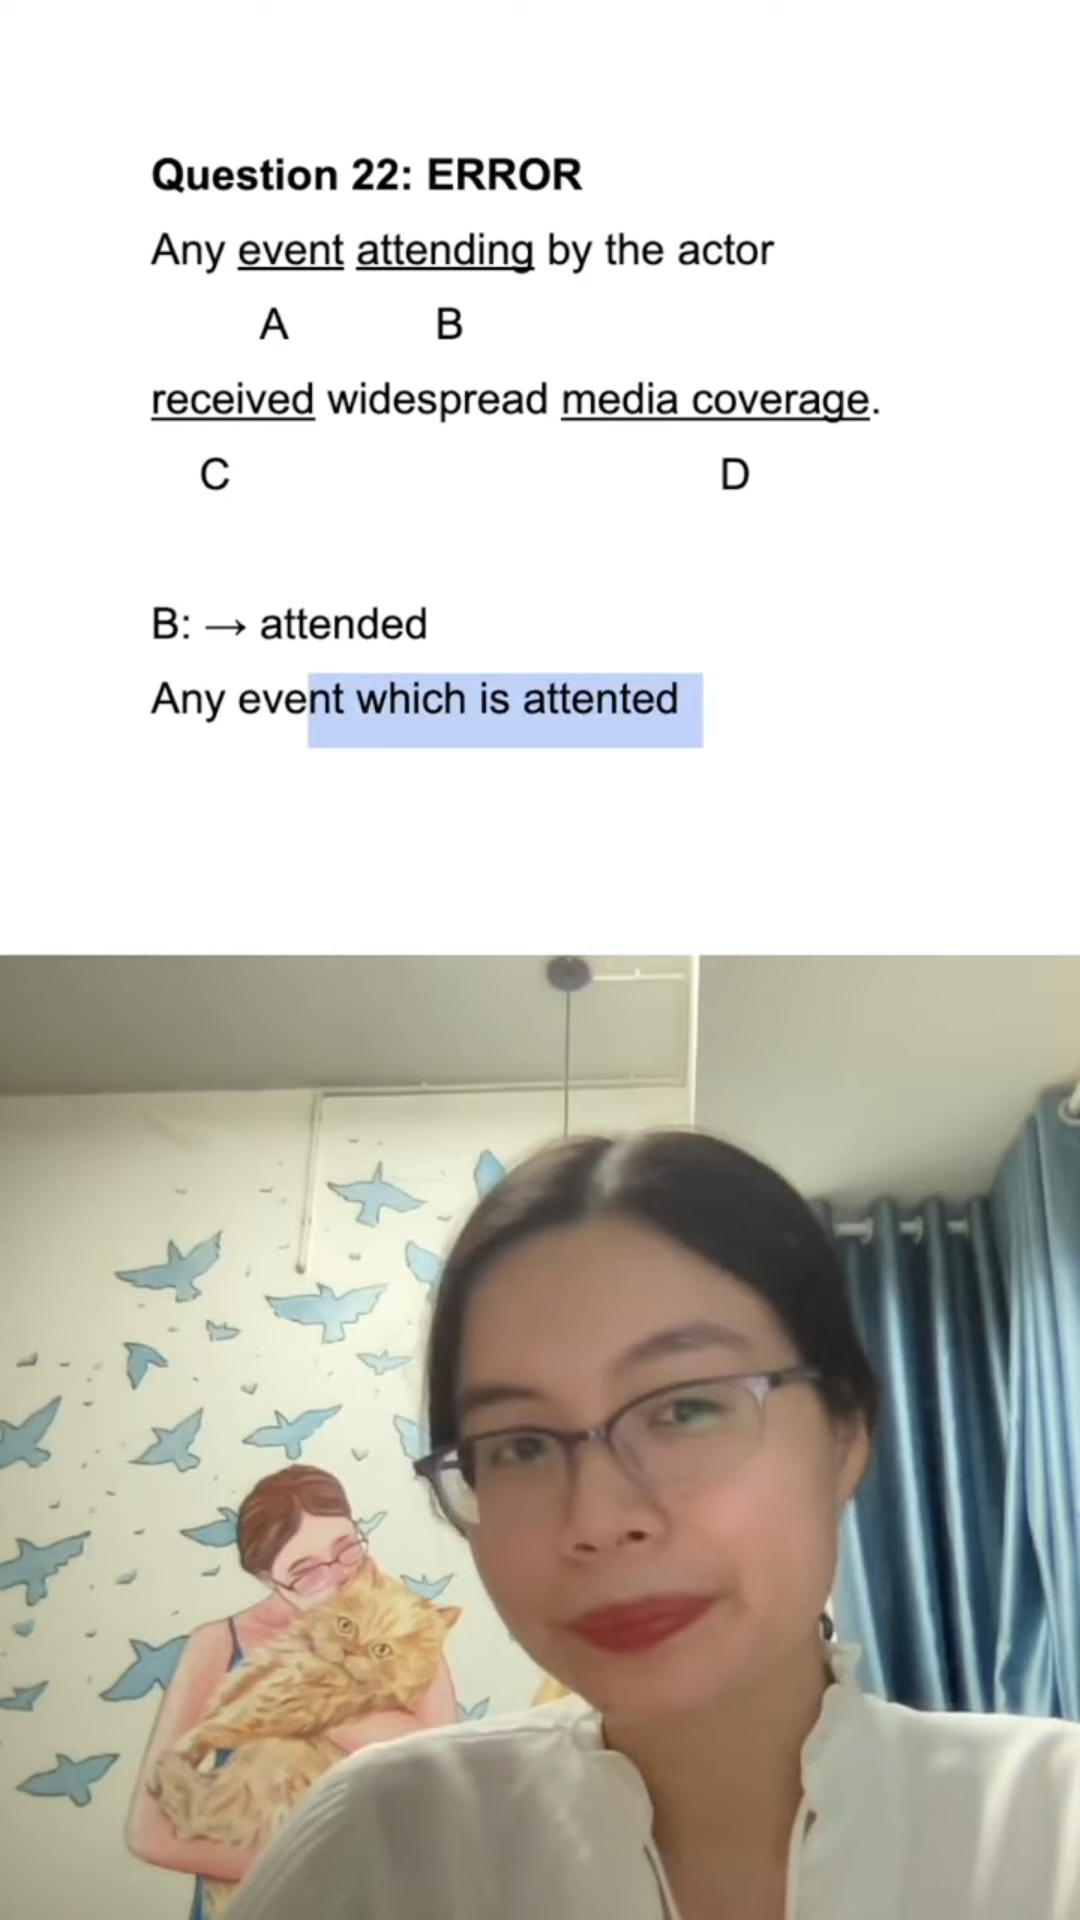 Question 22: ERROR
Any event attending by the actor
A B
received widespread media coverage.
C D
B: → attended
Any event which is attented